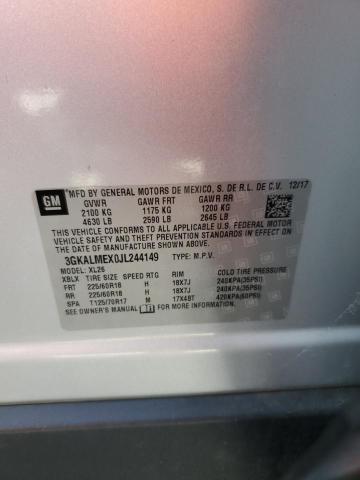 GM
*MFD BY GENERAL MOTORS DE MEXICO, S. DE R.L. DE C.V. 12/17
GVWR GAWR FRT GAWR RR
2100 KG 1175 KG 1200 KG
4630 LB 2590 LB 2645 LB
THIS VEHICLE CONFORMS TO ALL APPLICABLE U.S. FEDERAL MOTOR
VEHICLE SAFETY AND THEFT PREVENTION STANDARDS IN EFFECT ON
THE DATE OF MANUFACTURE SHOWN ABOVE.
3GKALMEX0JL244149 TYPE: M.P.V.
MODEL: XL26
XBLX TIRE SIZE SPEED RTG RIM COLD TIRE PRESSURE
FRT 225/60R18 H 18X7J 240KPA(35PSI)
RR 225/60R18 H 18X7J 240KPA(35PSI)
SPA T125/70R17 M 17X4BT 420KPA(60PSI)
SEE OWNER'S MANUAL FOR MORE INFORMATION.